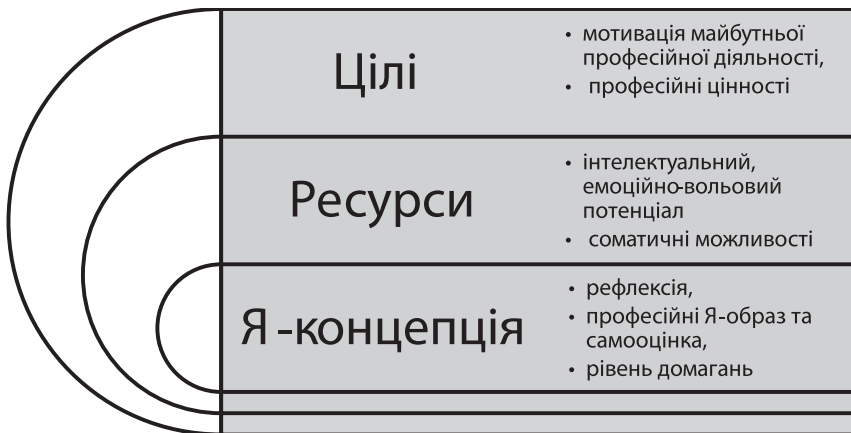 Цілі
• мотивація майбутньої
професійної діяльності,
• професійні цінності
Ресурси
• інтелектуальний,
емоційно-вольовий
потенціал
• соматичні можливості
Я -концепція
• рефлексія,
• професійні Я-образ та
самооцінка,
• рівень домагань